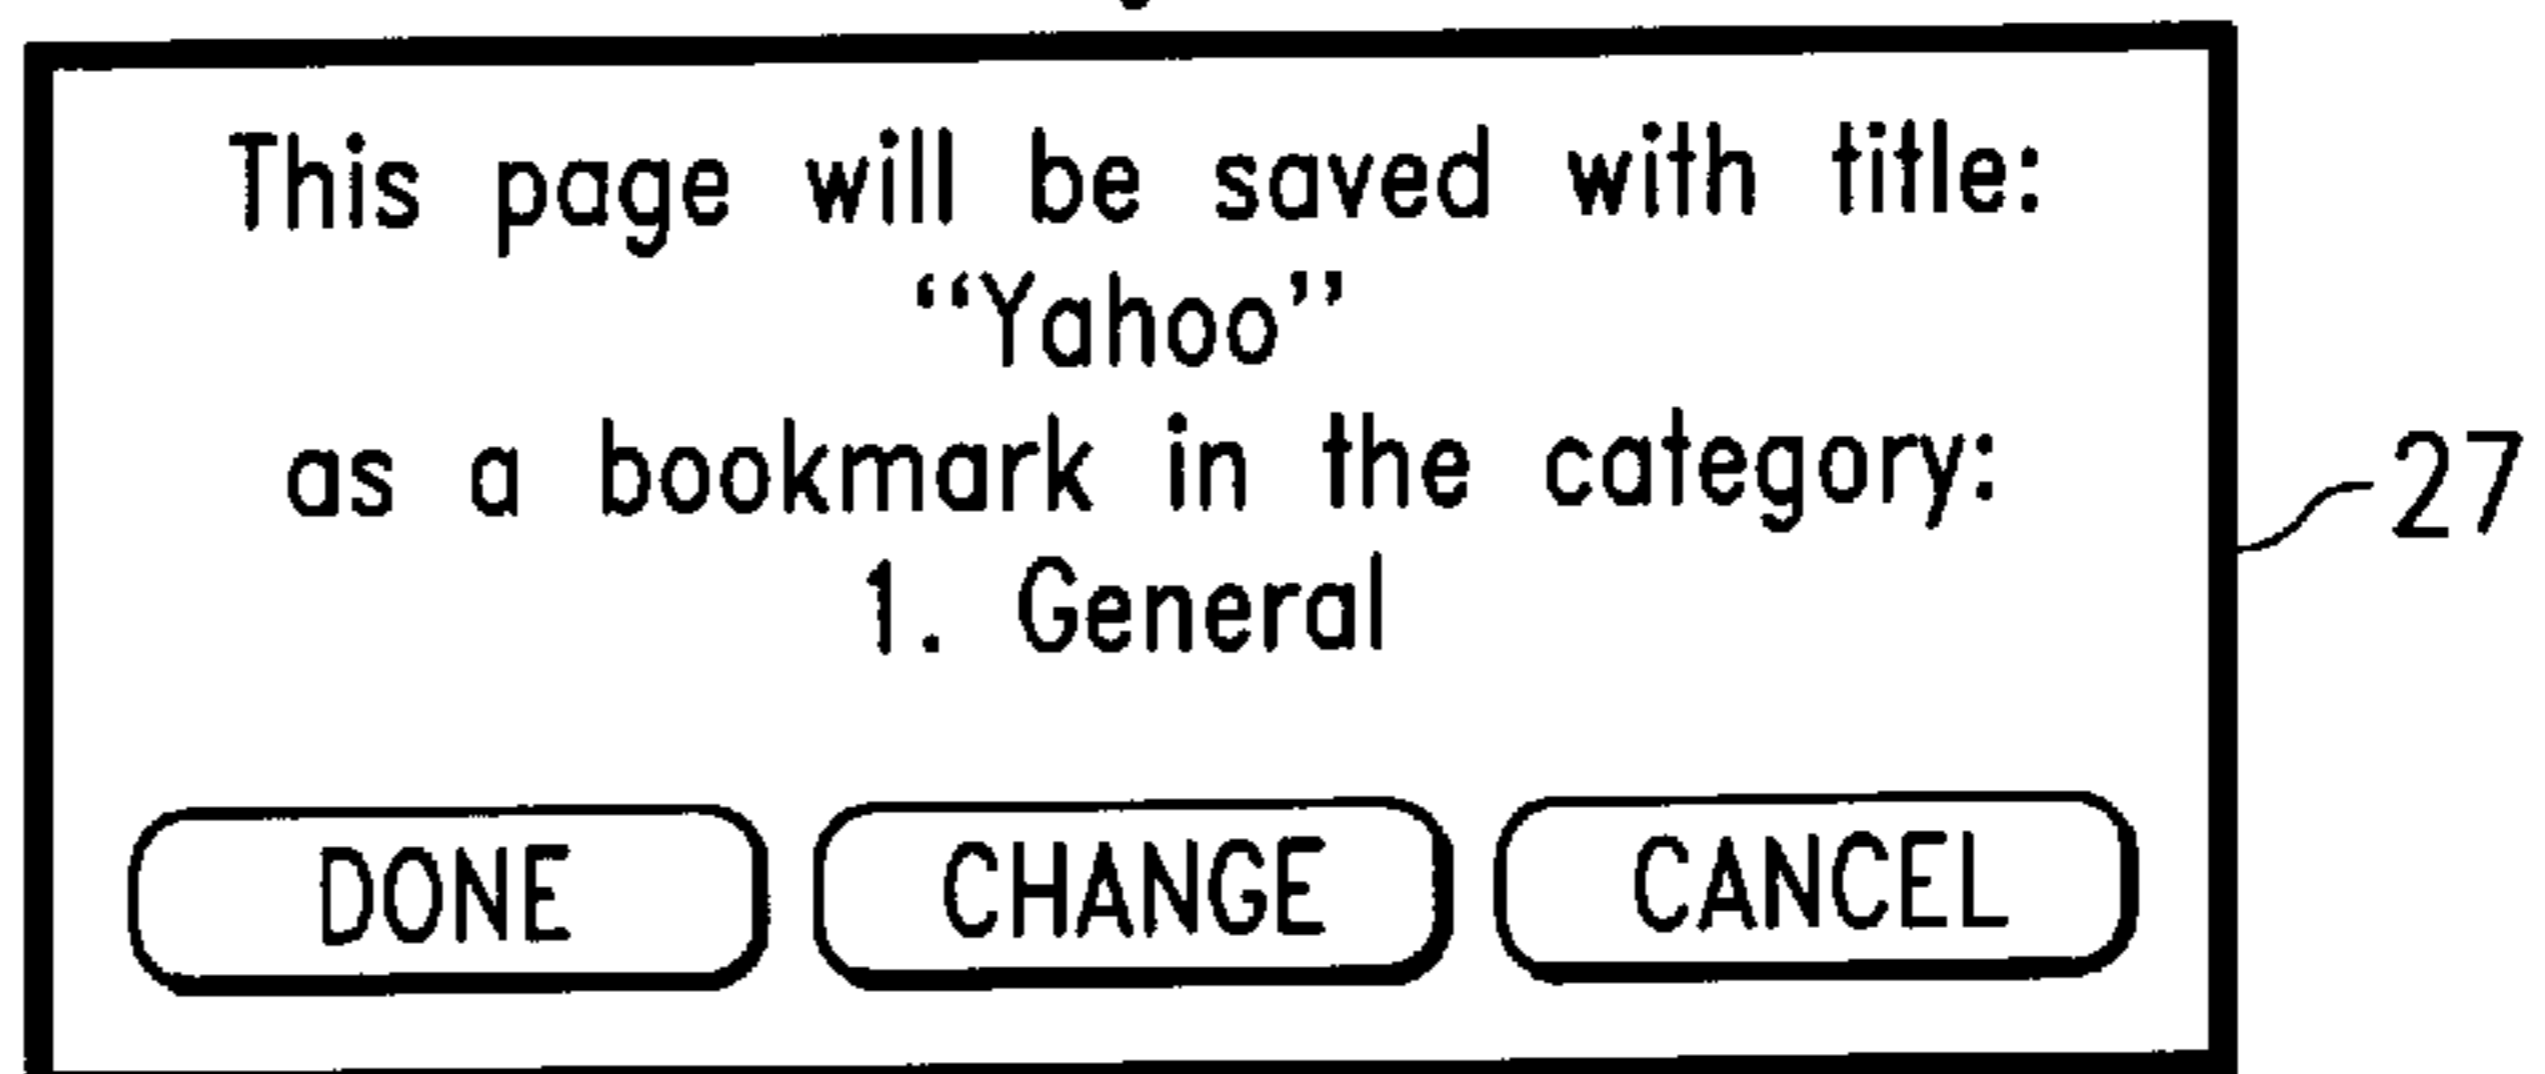 This page will be saved with title:
“Yahoo”
as a bookmark in the category:
1. General
27
DONE CHANGE CANCEL